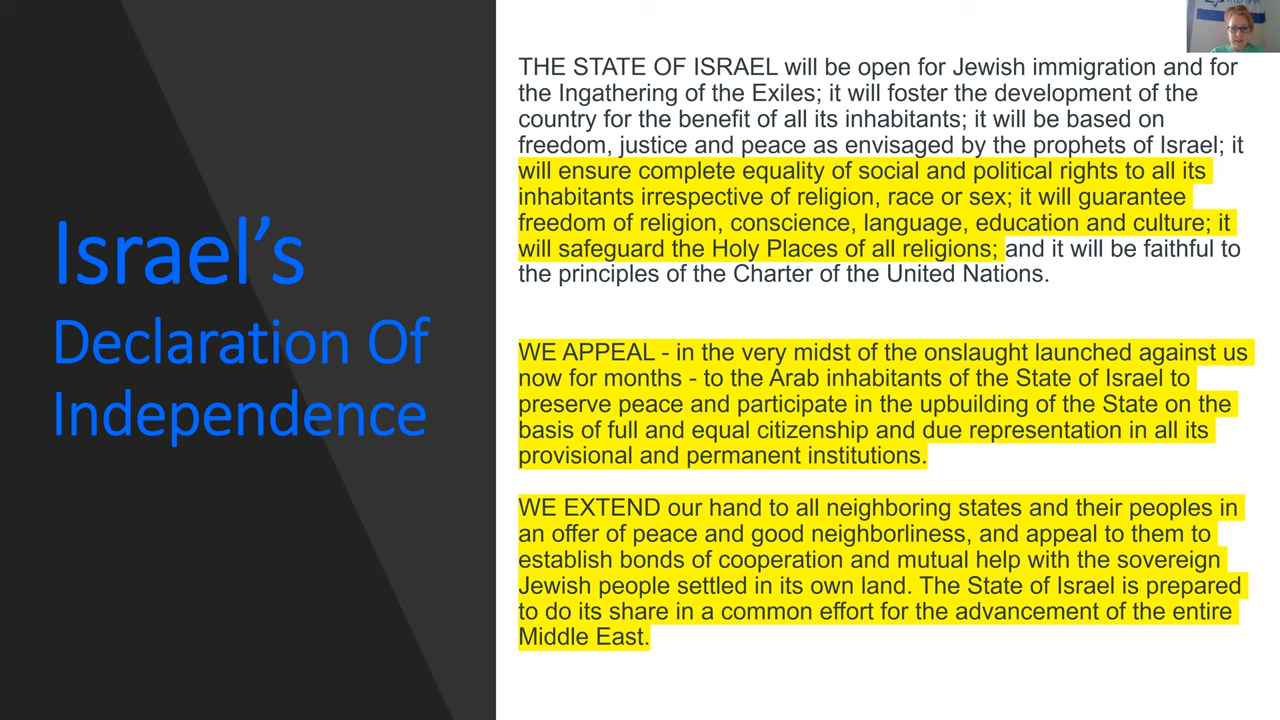 Israel's
Declaration Of
Independence
THE STATE OF ISRAEL will be open for Jewish immigration and for
the Ingathering of the Exiles; it will foster the development of the
country for the benefit of all its inhabitants; it will be based on
freedom, justice and peace as envisaged by the prophets of Israel; it
will ensure complete equality of social and political rights to all its
inhabitants irrespective of religion, race or sex; it will guarantee
freedom of religion, conscience, language, education and culture; it
will safeguard the Holy Places of all religions; and it will be faithful to
the principles of the Charter of the United Nations.
WE APPEAL - in the very midst of the onslaught launched against us
now for months - to the Arab inhabitants of the State of Israel to
preserve peace and participate in the upbuilding of the State on the
basis of full and equal citizenship and due representation in all its
provisional and permanent institutions.
WE EXTEND our hand to all neighboring states and their peoples in
an offer of peace and good neighborliness, and appeal to them to
establish bonds of cooperation and mutual help with the sovereign
Jewish people settled in its own land. The State of Israel is prepared
to do its share in a common effort for the advancement of the entire
Middle East.